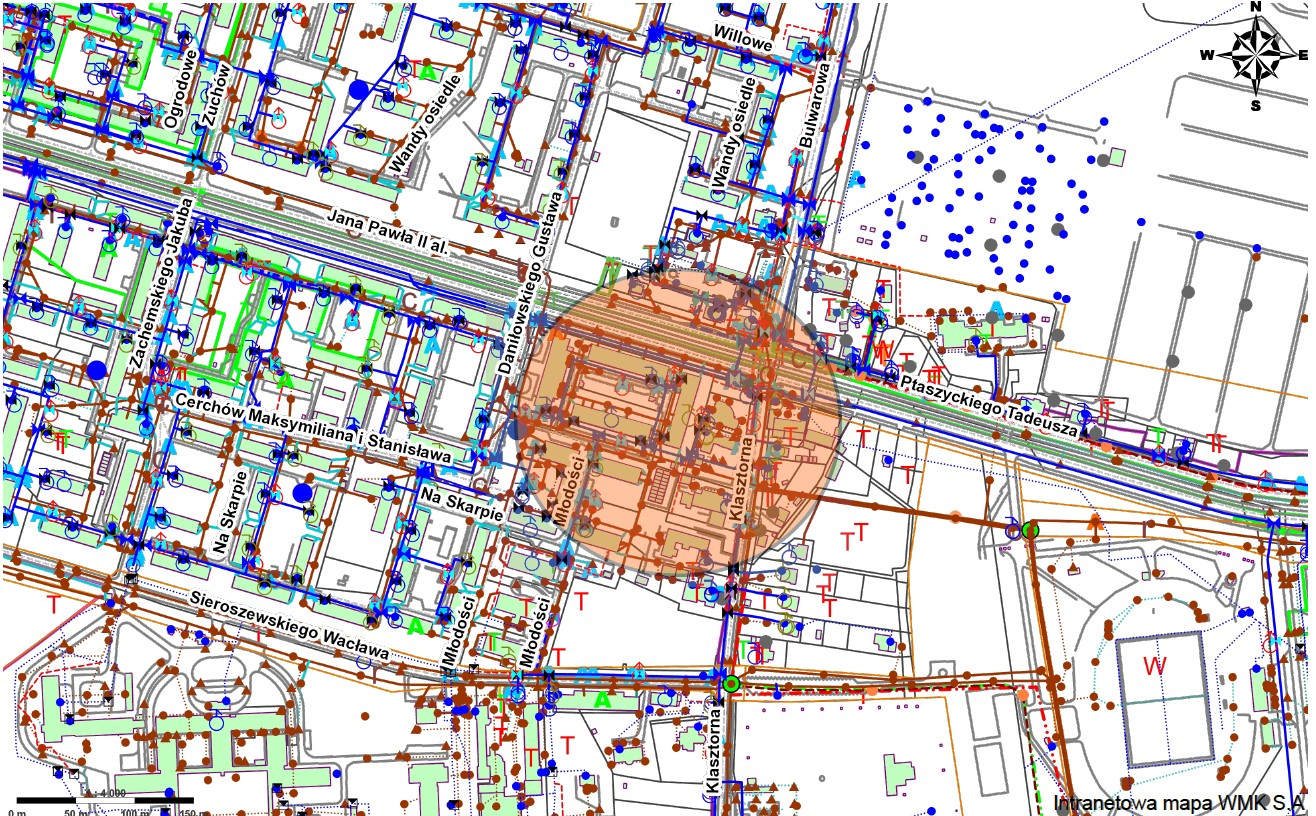 N
W E
S
Willowe
Ogrodowe
Zuchów
Wandy osiedle
Wandy osiedle
Bulwarowa
Jana Pawła II al.
Zachemskiego Jakuba
Daniłowskiego Gustawa
Ptaszyckiego Tadeusza
Cerchów Maksymiliana i Stanisława
Na Skarpie
Na Skarpie
Młodości
Klasztorna
Sieroszewskiego Wacława
Młodości
Młodości
Klasztorna
W
0 m 50 m 100 m 150 m
Intranetowa mapa WMK S.A